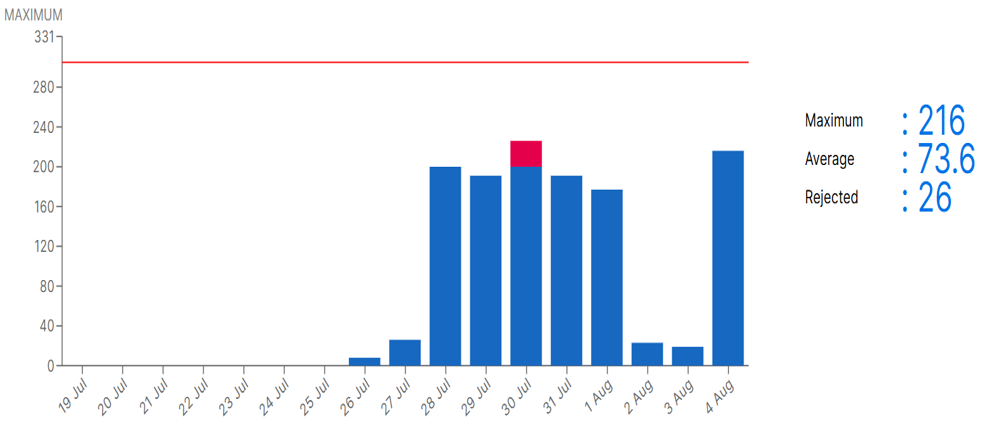 MAXIMUM
331
280
240
200
160
120
80
40
0
19 Jul
20 Jul
21 Jul
22 Jul
23 Jul
24 Jul
25 Jul
26 Jul
27 Jul
28 Jul
29 Jul
30 Jul
31 Jul
1 Aug
2 Aug
3 Aug
4 Aug
Maximum : 216
Average : 73.6
Rejected : 26